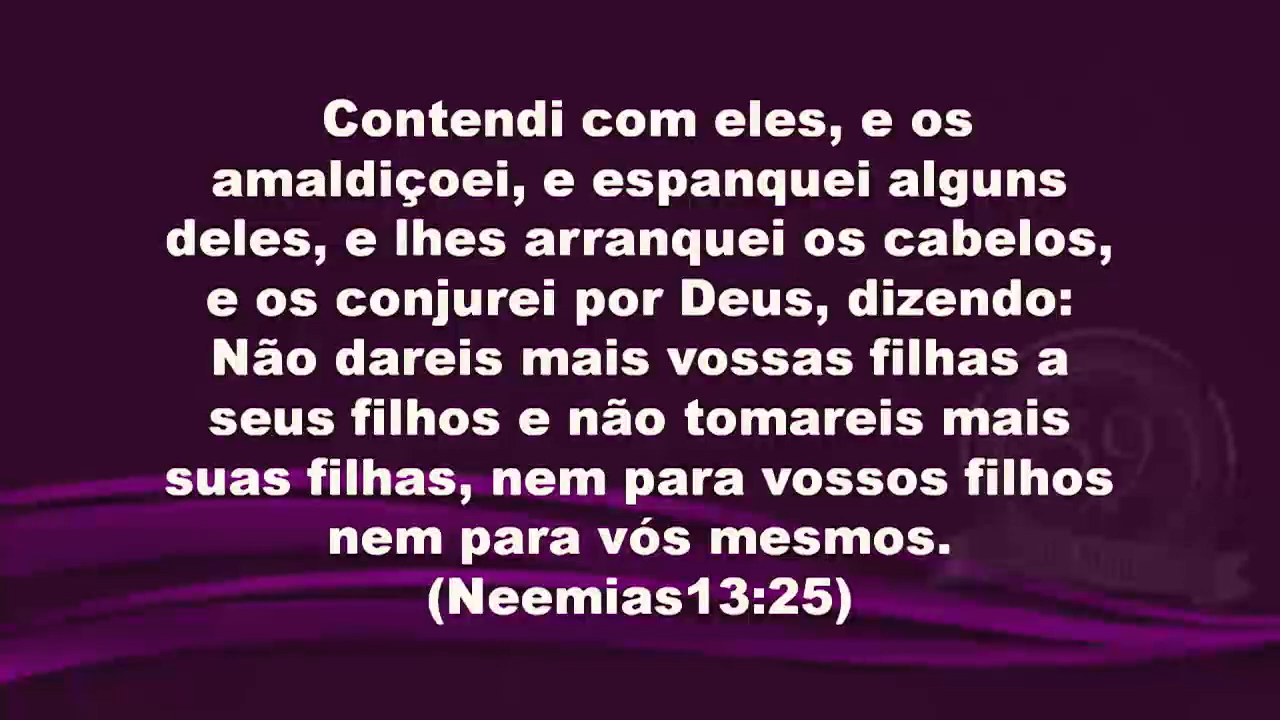 Contendi com eles, e os
amaldiçoei, e espanquei alguns
deles, e lhes arranquei os cabelos,
e os conjurei por Deus, dizendo:
Não dareis mais vossas filhas a
seus filhos e não tomareis mais
suas filhas, nem para vossos filhos
nem para vós mesmos.
(Neemias13:25)